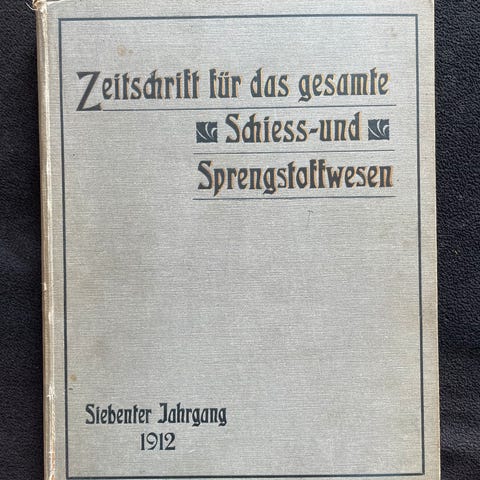 Zeitschrift für das gesamte
Schiess- und
Sprengstoffwesen
Siebenter Jahrgang
1912